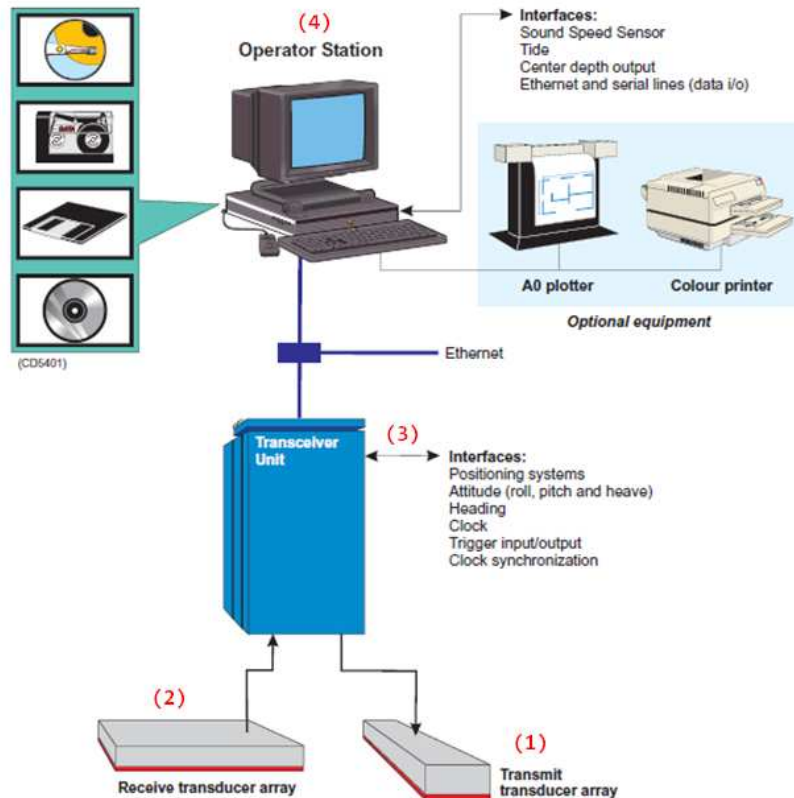 (4)
Operator Station
Interfaces:
Sound Speed Sensor
Tide
Center depth output
Ethernet and serial lines (data i/o)
A0 plotter
Colour printer
Optional equipment
(CD5401)
Ethernet
Transceiver
Unit
(3)
Interfaces:
Positioning systems
Attitude (roll, pitch and heave)
Heading
Clock
Trigger input/output
Clock synchronization
(2)
Receive transducer array
(1)
Transmit
transducer array